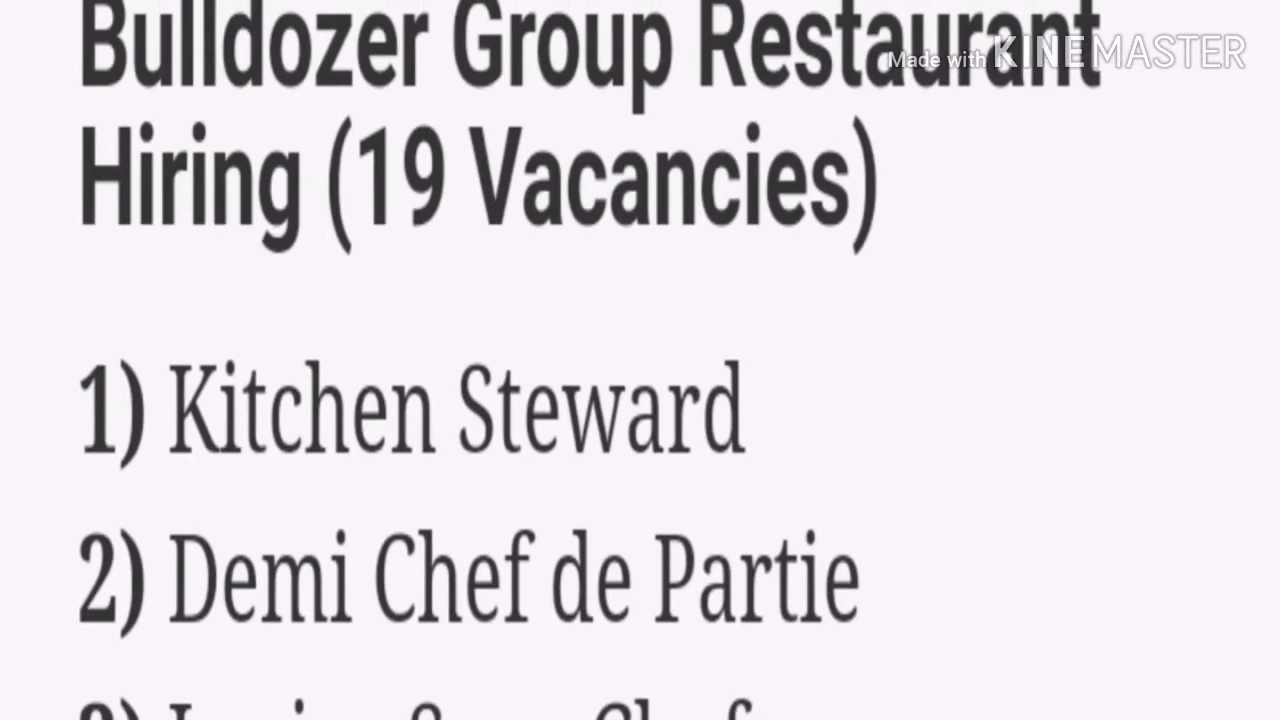 Bulldozer Group Restaurant
Made with KINEMASTER
Hiring (19 Vacancies)
1) Kitchen Steward
2) Demi Chef de Partie